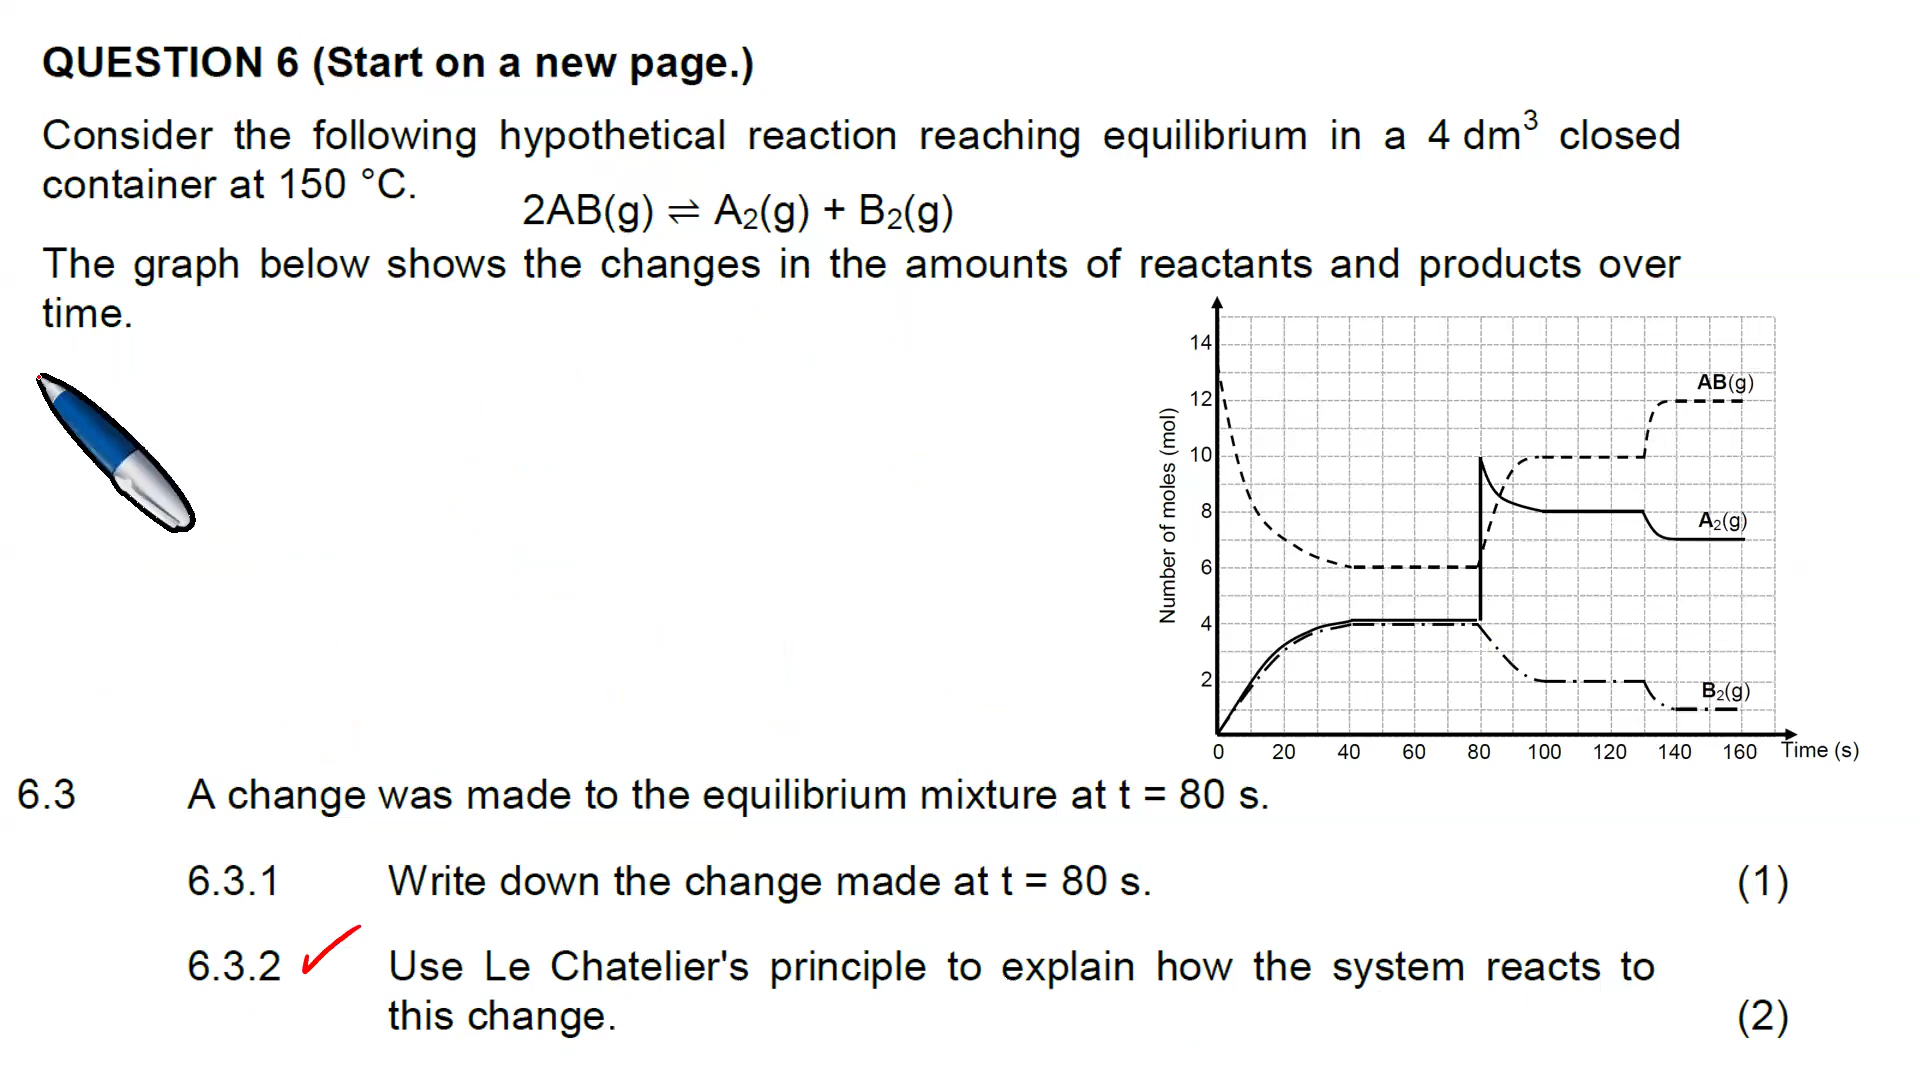 QUESTION 6 (Start on a new page.)
Consider the following hypothetical reaction reaching equilibrium in a 4 dm³ closed
container at 150 °C.
2AB(g) ⇌ A₂(g) + B₂(g)
The graph below shows the changes in the amounts of reactants and products over
time.
Number of moles (mol)
14
12
10
8
6
4
2
AB(g)
A₂(g)
B₂(g)
0 20 40 60 80 100 120 140 160 Time (s)
6.3 A change was made to the equilibrium mixture at t = 80 s.
6.3.1 Write down the change made at t = 80 s. (1)
6.3.2 Use Le Chatelier's principle to explain how the system reacts to
this change. (2)